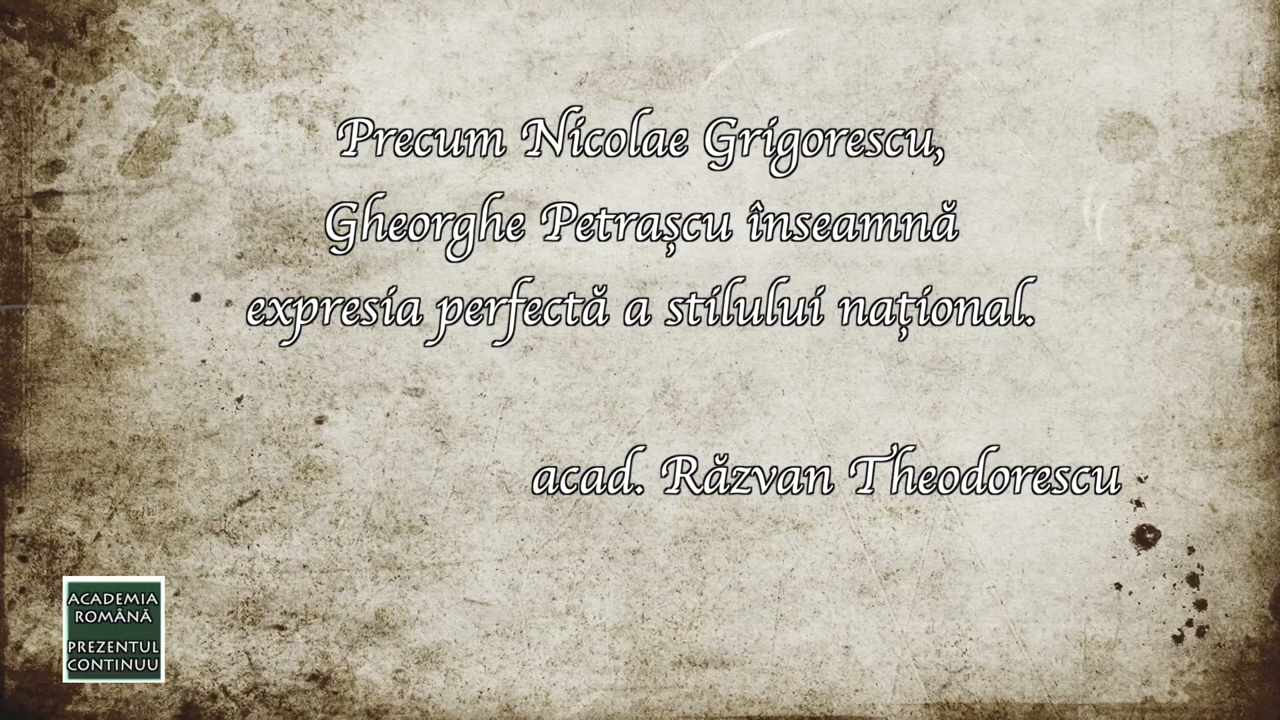 Precum Nicolae Grigorescu,
Gheorghe Petrașcu înseamnă
expresia perfectă a stilului național.
acad. Răzvan Theodorescu
ACADEMIA
ROMÂNĂ
PREZENTUL
CONTINUU